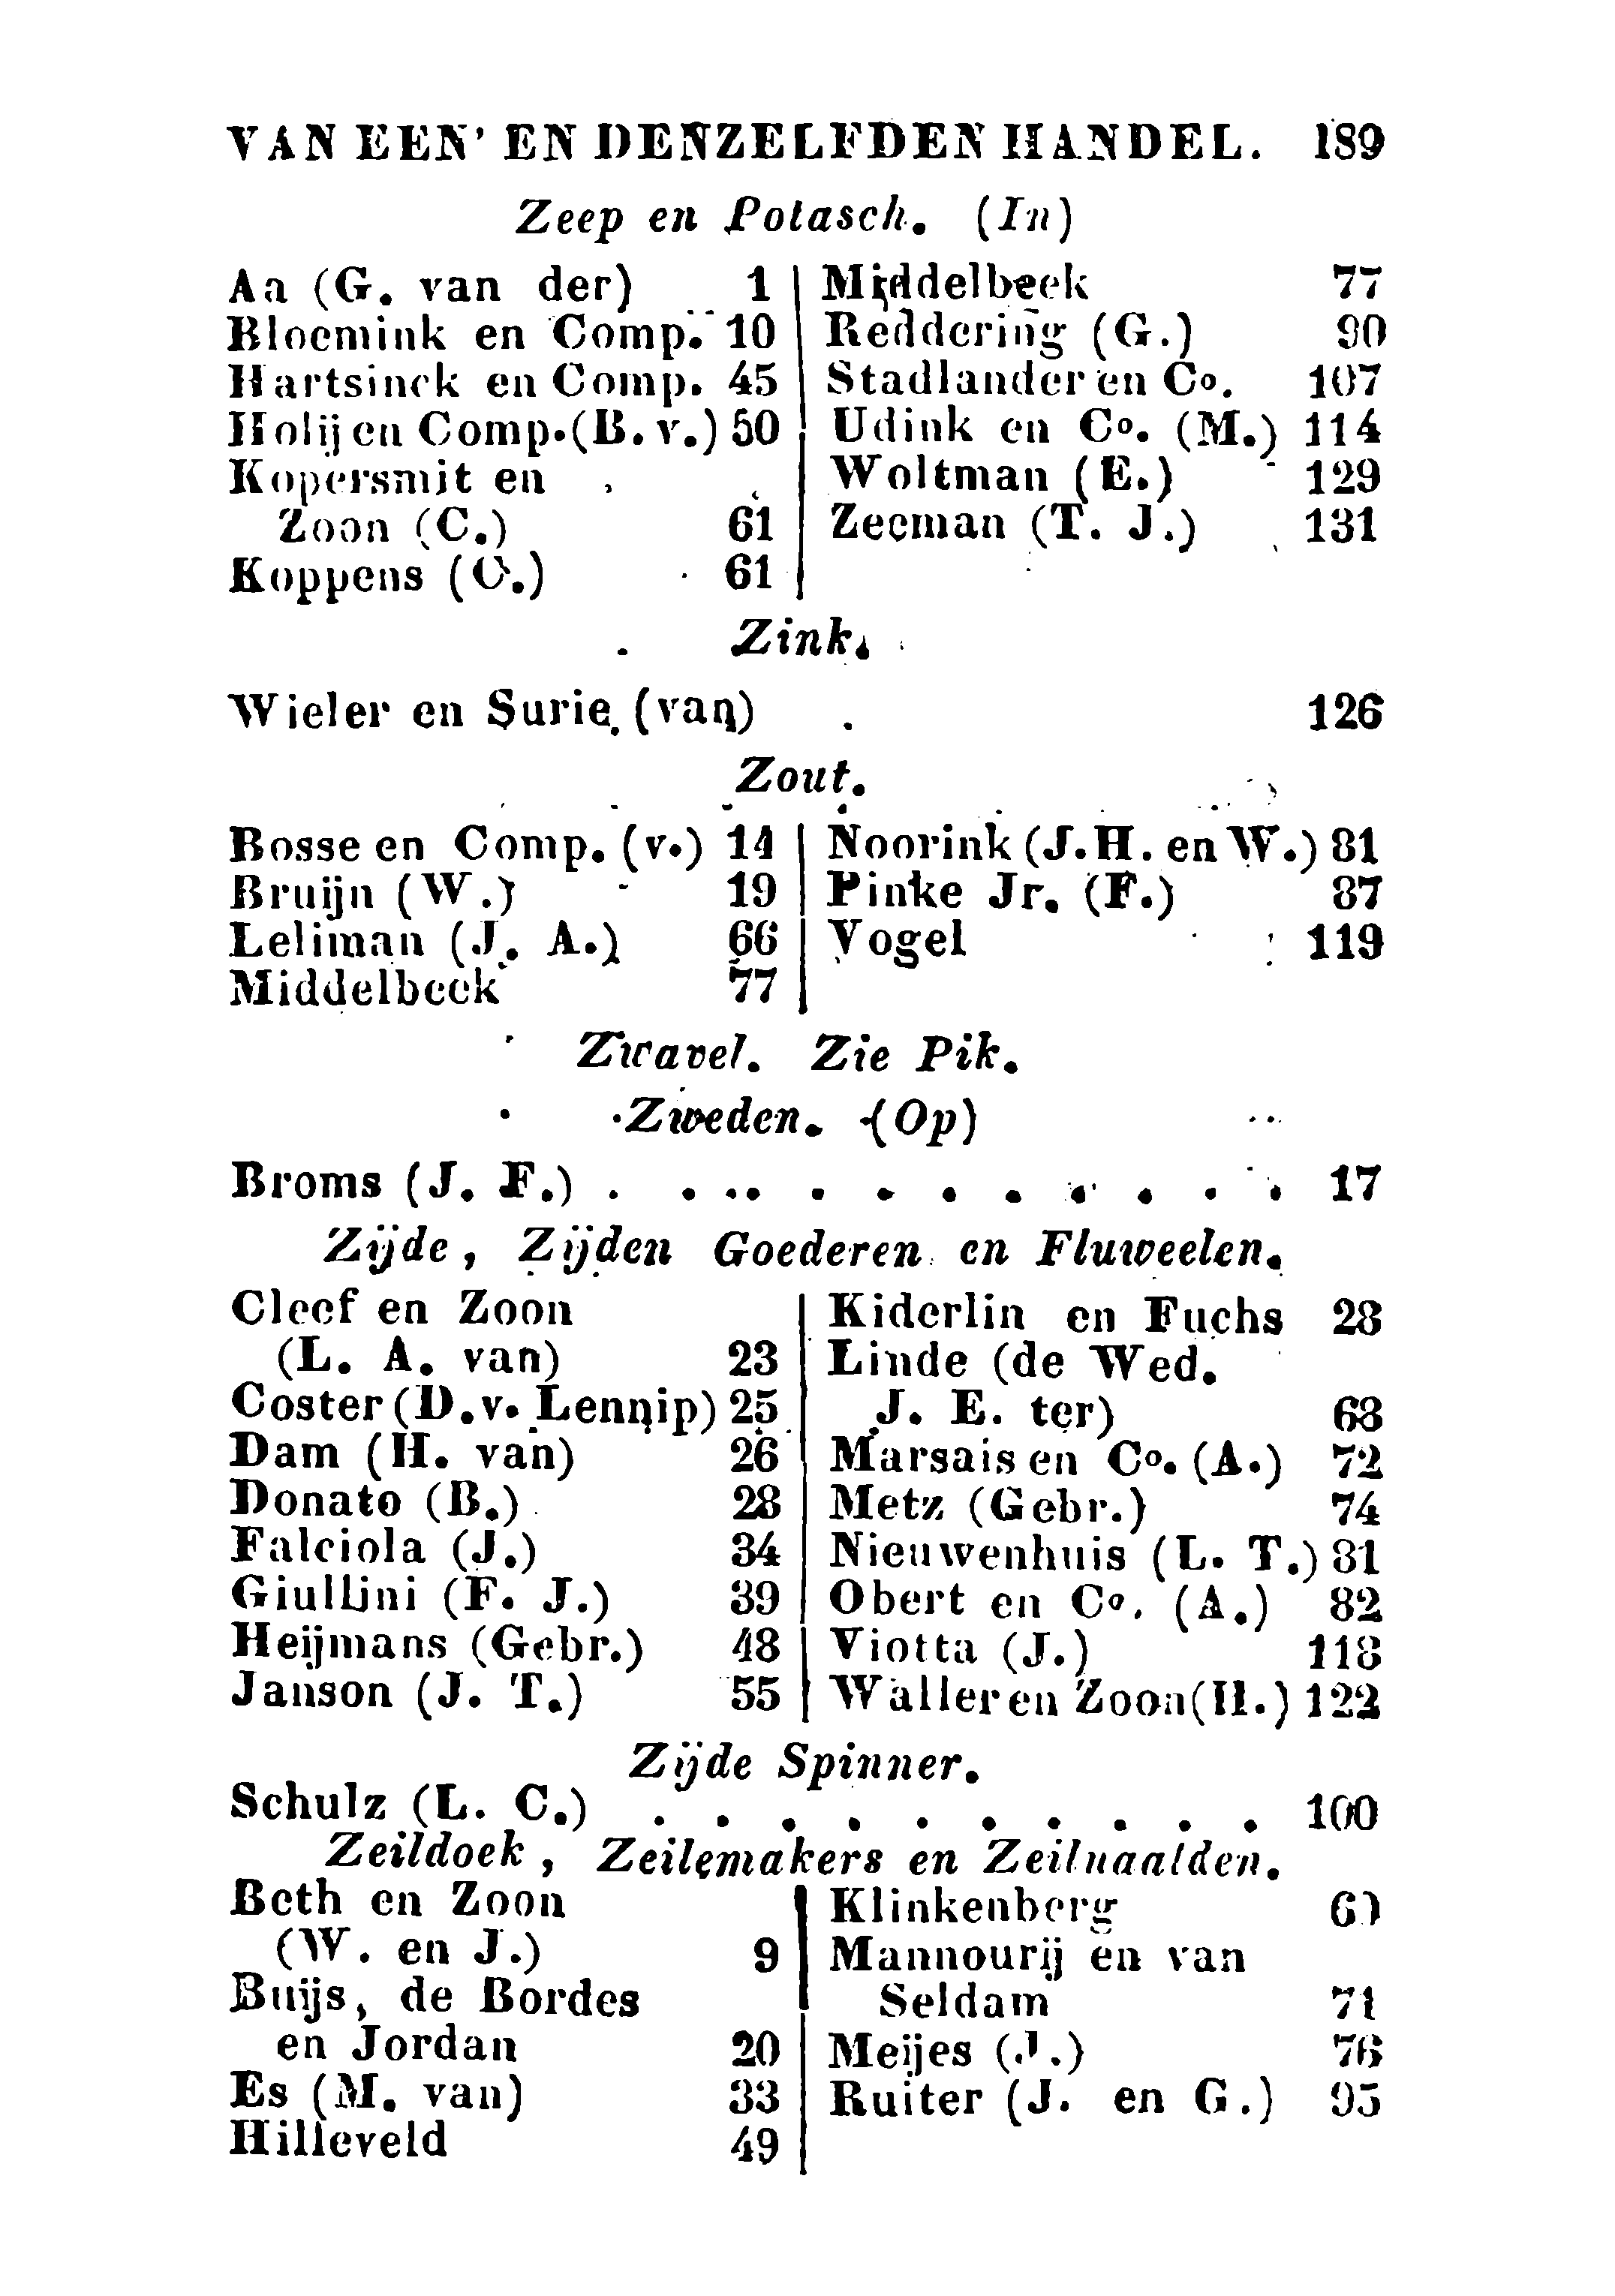 VAN EEN' EN DENZELFDEN HANDEL. 189
Zeep en Potasch. (In)
Aa (G. van der) 1
Bloemink en Comp. 10
Hartsinck en Comp. 45
Holij en Comp. (B. v.) 50
Kopersmit en
Zoon (C.) 61
Koppens (C.) 61
Middelbeek 77
Reddering (G.) 90
Stadlander en Co. 107
Udink en Co. (M.) 114
Woltman (E.) 129
Zeeman (T. J.) 131
Zink.
Wieler en Surie (van) 126
Zout.
Bosse en Comp. (v.) 14
Bruijn (W.) 19
Leliman (J. A.) 66
Middelbeek 77
Noorink (J. H. en W.) 81
Pinke Jr. (F.) 87
Vogel 119
Zwavel. Zie Pik.
Zweden. (Op)
Broms (J. F.) . . . . . . . . . . . 17
Zijde, Zijden Goederen en Fluweelen.
Cleef en Zoon
(L. A. van) 23
Coster (D. v. Lennip) 25
Dam (H. van) 26
Donato (B.) 28
Falciola (J.) 34
Giullini (F. J.) 39
Heijmans (Gebr.) 48
Janson (J. T.) 55
Kiderlin en Fuchs 28
Linde (de Wed.
J. E. ter) 68
Marsais en Co. (A.) 72
Metz (Gebr.) 74
Nieuwenhuis (L. T.) 81
Obert en Co. (A.) 82
Viotta (J.) 118
Waller en Zoon (H.) 122
Zijde Spinner.
Schulz (L. C.) . . . . . . . . . . 100
Zeildoek, Zeilemakers en Zeilnaalden.
Beth en Zoon
(W. en J.) 9
Buijs, de Bordes
en Jordan 20
Es (M. van) 33
Hilleveld 49
Klinkenberg
Mannourij en van
Seldam 71
Meijes (J.) 76
Ruiter (J. en G.) 95